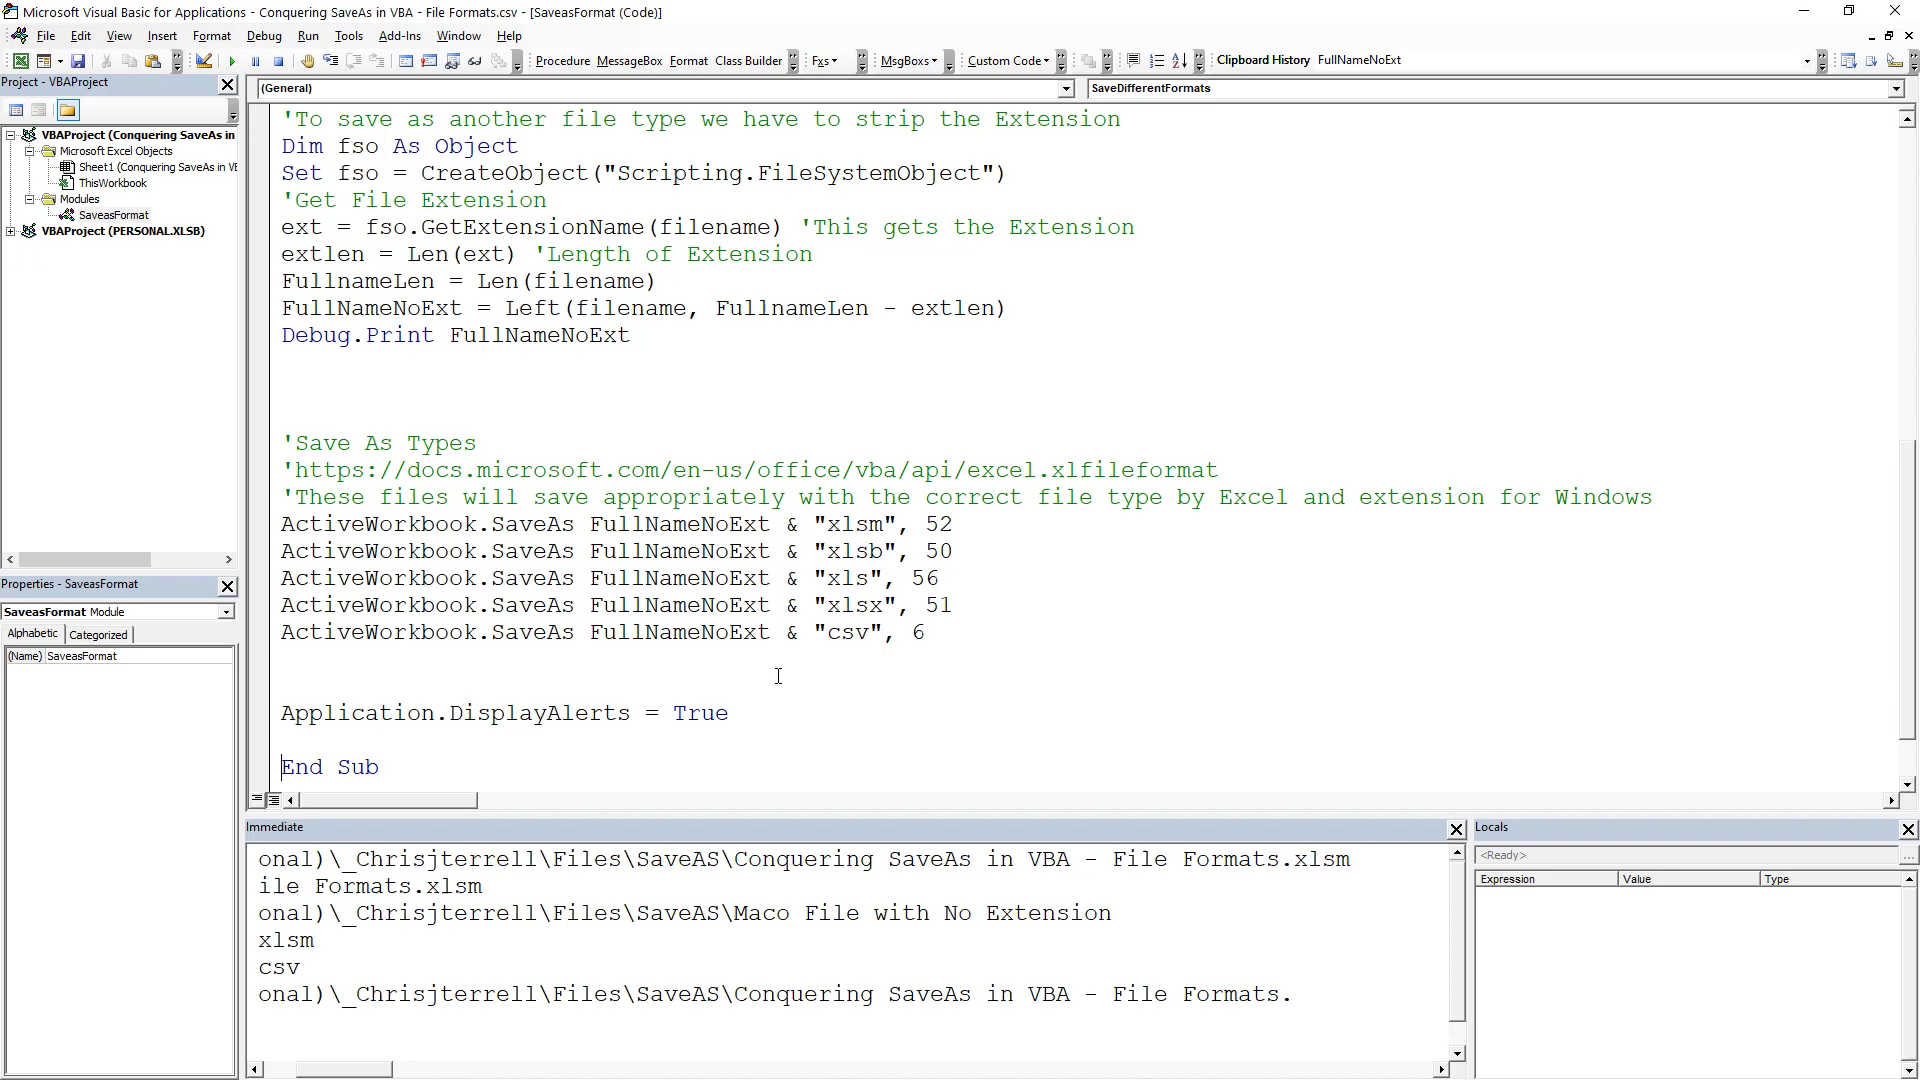 Microsoft Visual Basic for Applications - Conquering SaveAs in VBA - File Formats.csv - [SaveasFormat (Code)]
File Edit View Insert Format Debug Run Tools Add-Ins Window Help
Procedure MessageBox Format Class Builder Fxs MsgBoxs Custom Code Clipboard History FullNameNoExt
Project - VBAProject
(General) SaveDifferentFormats
VBAProject (Conquering SaveAs in
Microsoft Excel Objects
Sheet1 (Conquering SaveAs in VB
ThisWorkbook
Modules
SaveasFormat
VBAProject (PERSONAL.XLSB)
Properties - SaveasFormat
SaveasFormat Module
Alphabetic Categorized
(Name) SaveasFormat
'To save as another file type we have to strip the Extension
Dim fso As Object
Set fso = CreateObject("Scripting.FileSystemObject")
'Get File Extension
ext = fso.GetExtensionName(filename) 'This gets the Extension
extlen = Len(ext) 'Length of Extension
FullnameLen = Len(filename)
FullNameNoExt = Left(filename, FullnameLen - extlen)
Debug.Print FullNameNoExt
'Save As Types
'https://docs.microsoft.com/en-us/office/vba/api/excel.xlfileformat
'These files will save appropriately with the correct file type by Excel and extension for Windows
ActiveWorkbook.SaveAs FullNameNoExt & "xlsm", 52
ActiveWorkbook.SaveAs FullNameNoExt & "xlsb", 50
ActiveWorkbook.SaveAs FullNameNoExt & "xls", 56
ActiveWorkbook.SaveAs FullNameNoExt & "xlsx", 51
ActiveWorkbook.SaveAs FullNameNoExt & "csv", 6
Application.DisplayAlerts = True
End Sub
Immediate
onal)\_Chrisjterrell\Files\SaveAS\Conquering SaveAs in VBA - File Formats.xlsm
ile Formats.xlsm
onal)\_Chrisjterrell\Files\SaveAS\Maco File with No Extension
xlsm
csv
onal)\_Chrisjterrell\Files\SaveAS\Conquering SaveAs in VBA - File Formats.
Locals
<Ready>
Expression Value Type